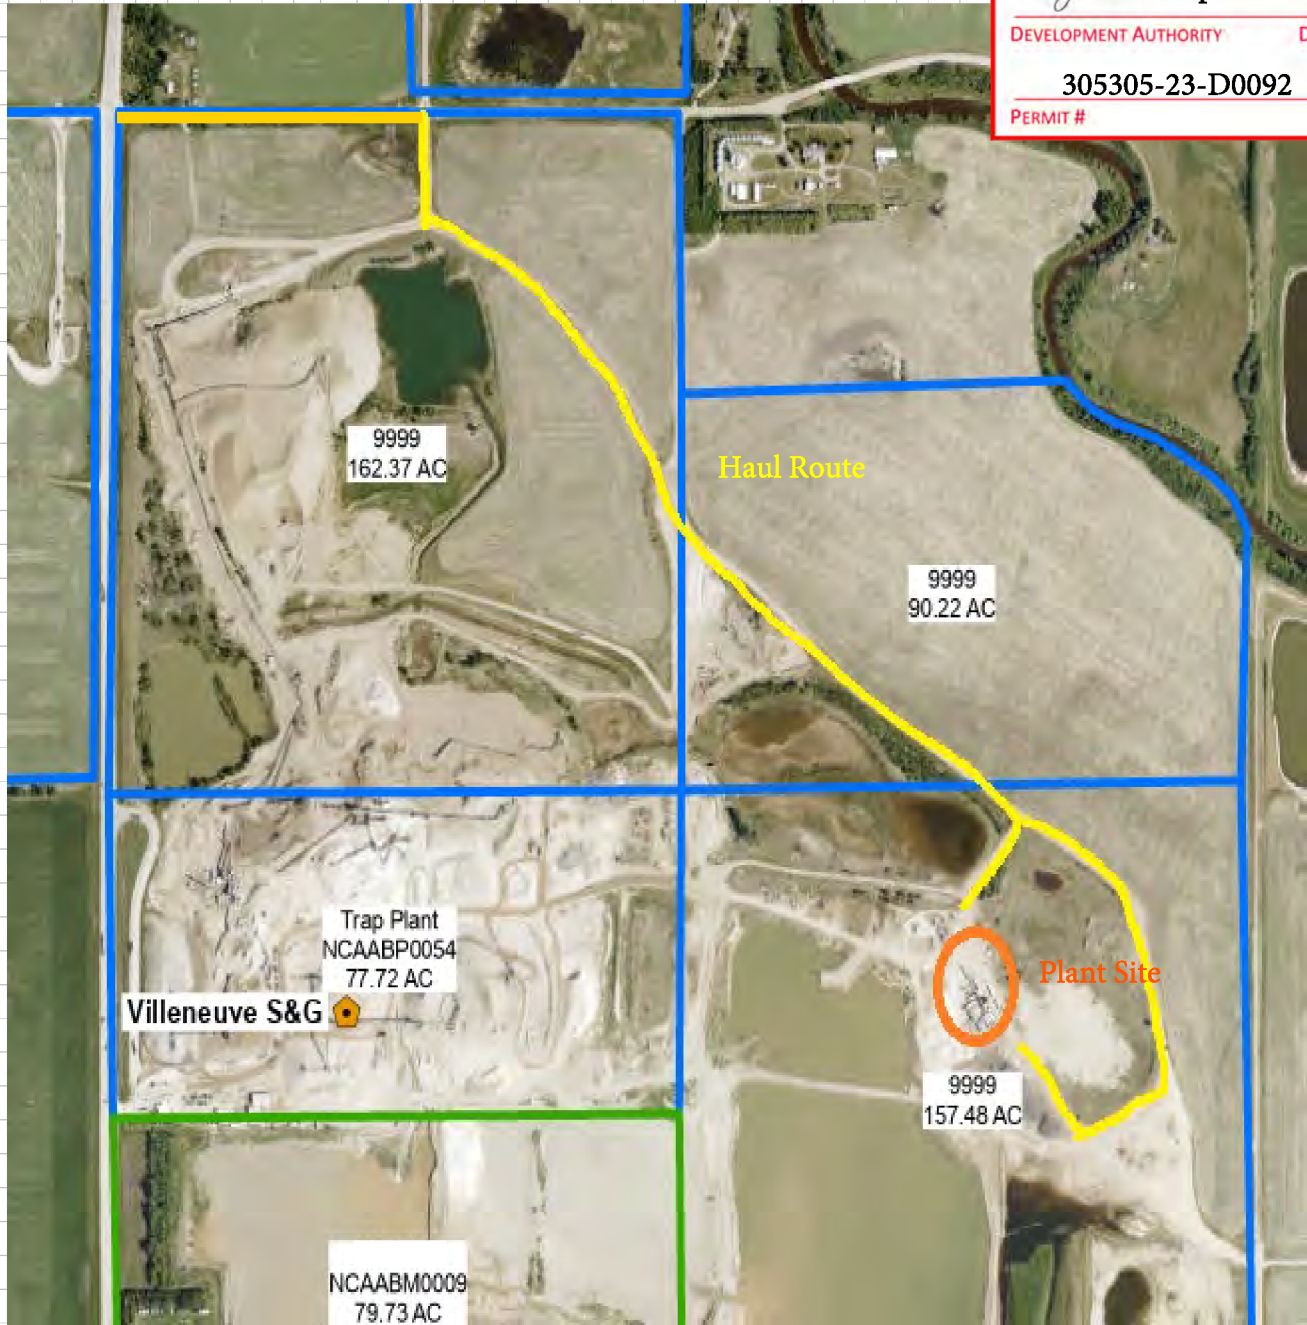 DEVELOPMENT AUTHORITY
305305-23-D0092
PERMIT #
9999
162.37 AC
Haul Route
9999
90.22 AC
Trap Plant
NCAABP0054
77.72 AC
Villeneuve S&G
Plant Site
9999
157.48 AC
NCAABM0009
79.73 AC